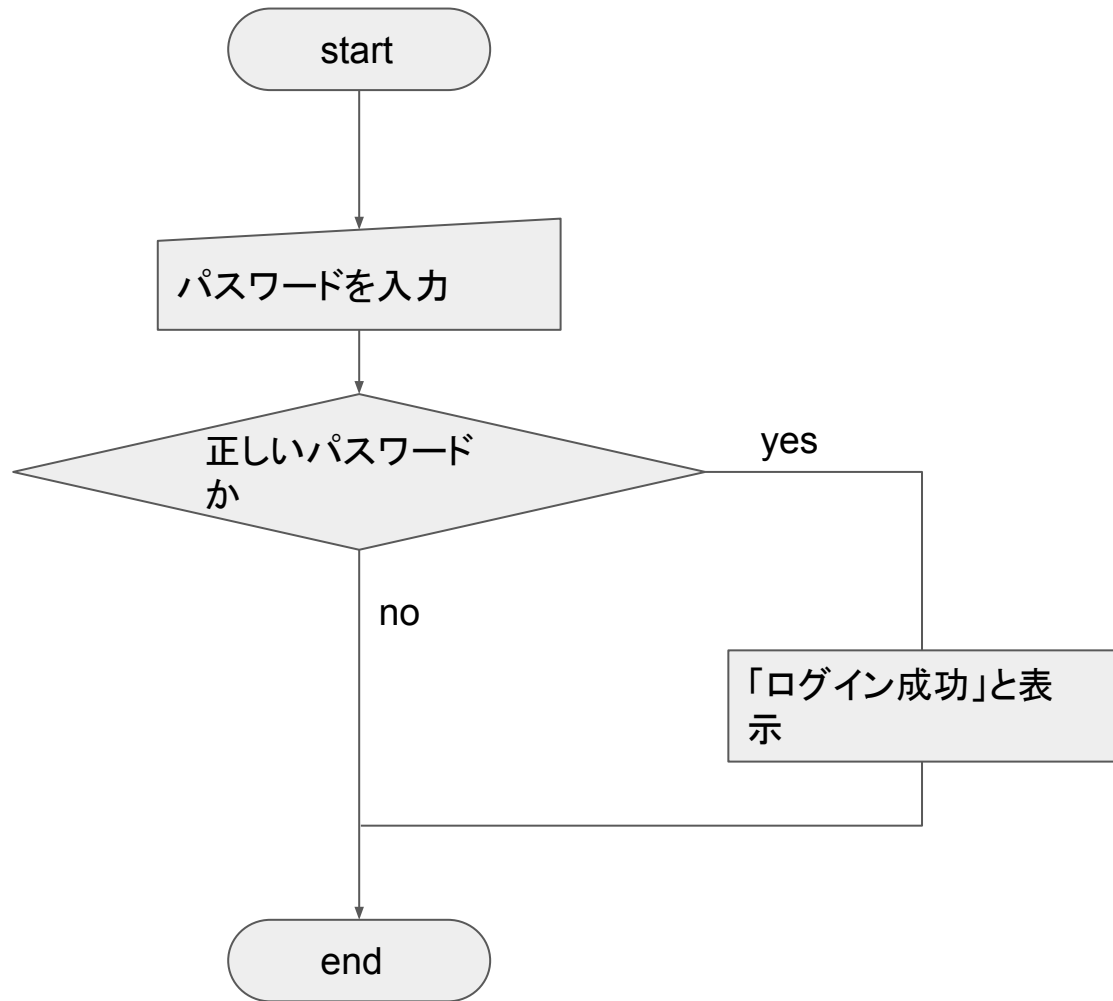 start
パスワードを入力
正しいパスワード
か
yes
no
「ログイン成功」と表
示
end